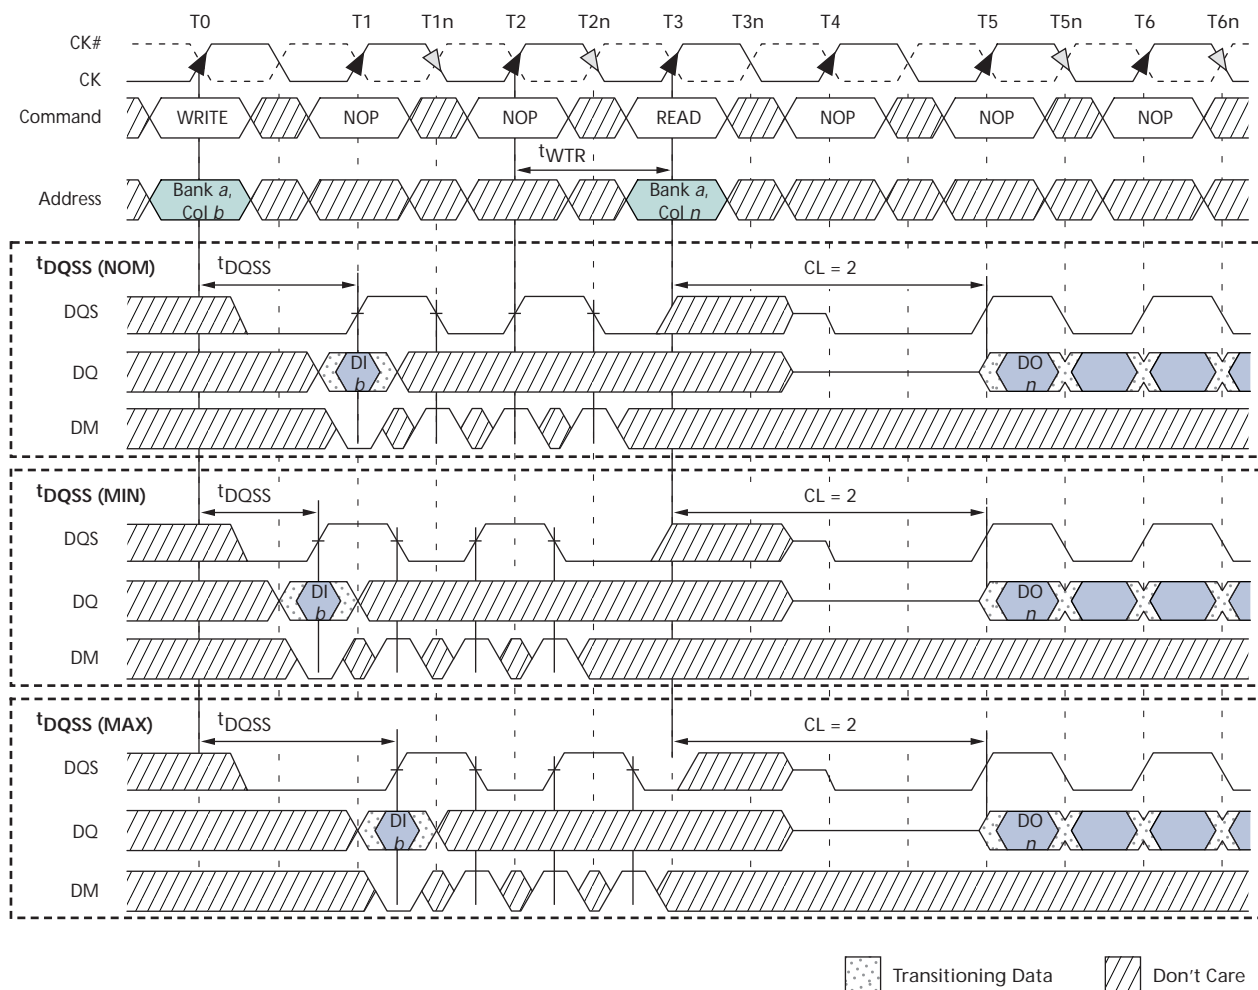 T0 T1 T1n T2 T2n T3 T3n T4 T5 T5n T6 T6n
CK#
CK
Command WRITE NOP NOP READ NOP NOP NOP
tWTR
Address Bank a, Col b Bank a, Col n
tDQSS (NOM) tDQSS CL = 2
DQS
DQ DI b DO n
DM
tDQSS (MIN) tDQSS CL = 2
DQS
DQ DI b DO n
DM
tDQSS (MAX) tDQSS CL = 2
DQS
DQ DI b DO n
DM
Transitioning Data Don't Care